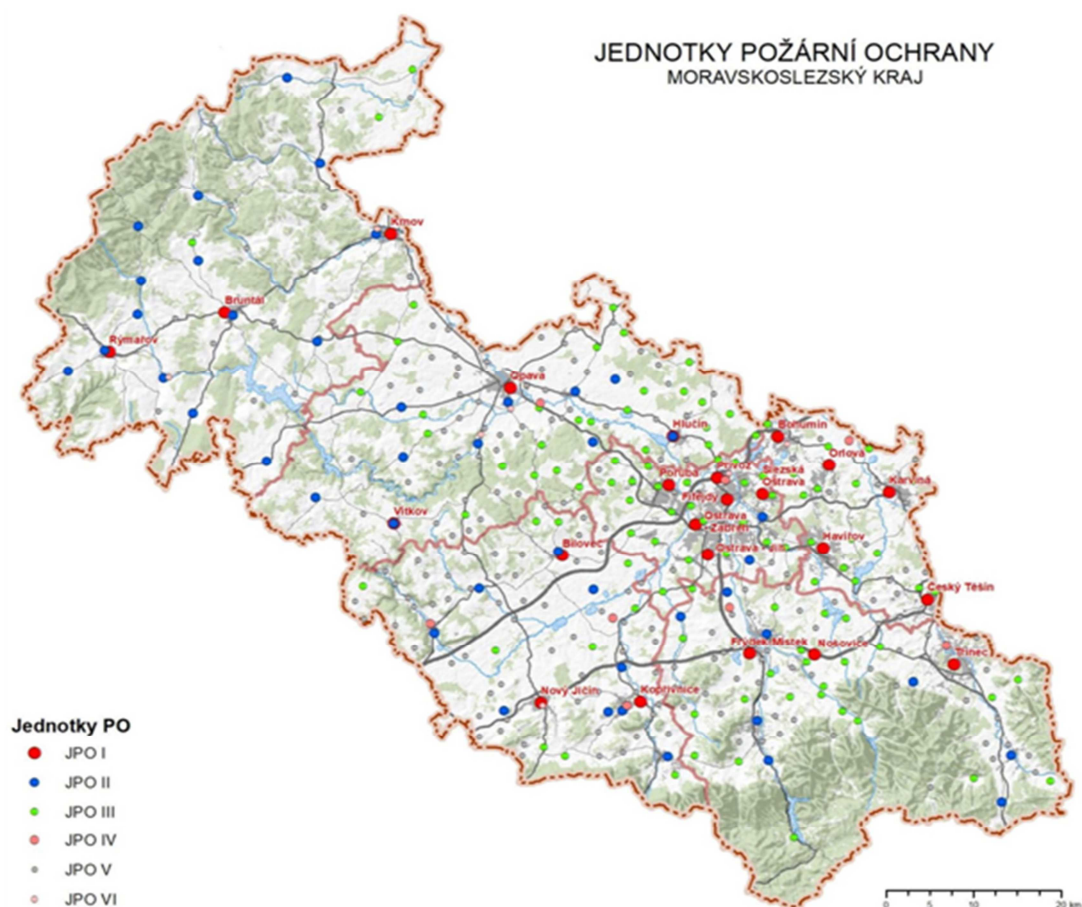 JEDNOTKY POŽÁRNÍ OCHRANY
MORAVSKOSLEZSKÝ KRAJ
Krnov
Bruntál
Rýmařov
Opava
Hlučín
Bohumín
Orlová
Karviná
Přívoz
Slezská
Ostrava
Poruba
Fifejdy
Ostrava
Zábřeh
Ostrava
Vítkov
Bílovec
Havířov
Český Těšín
Frýdek-Místek
Nošovice
Třinec
Nový Jičín
Kopřivnice
Jednotky PO
JPO I
JPO II
JPO III
JPO IV
JPO V
JPO VI
0 5 10 20 km